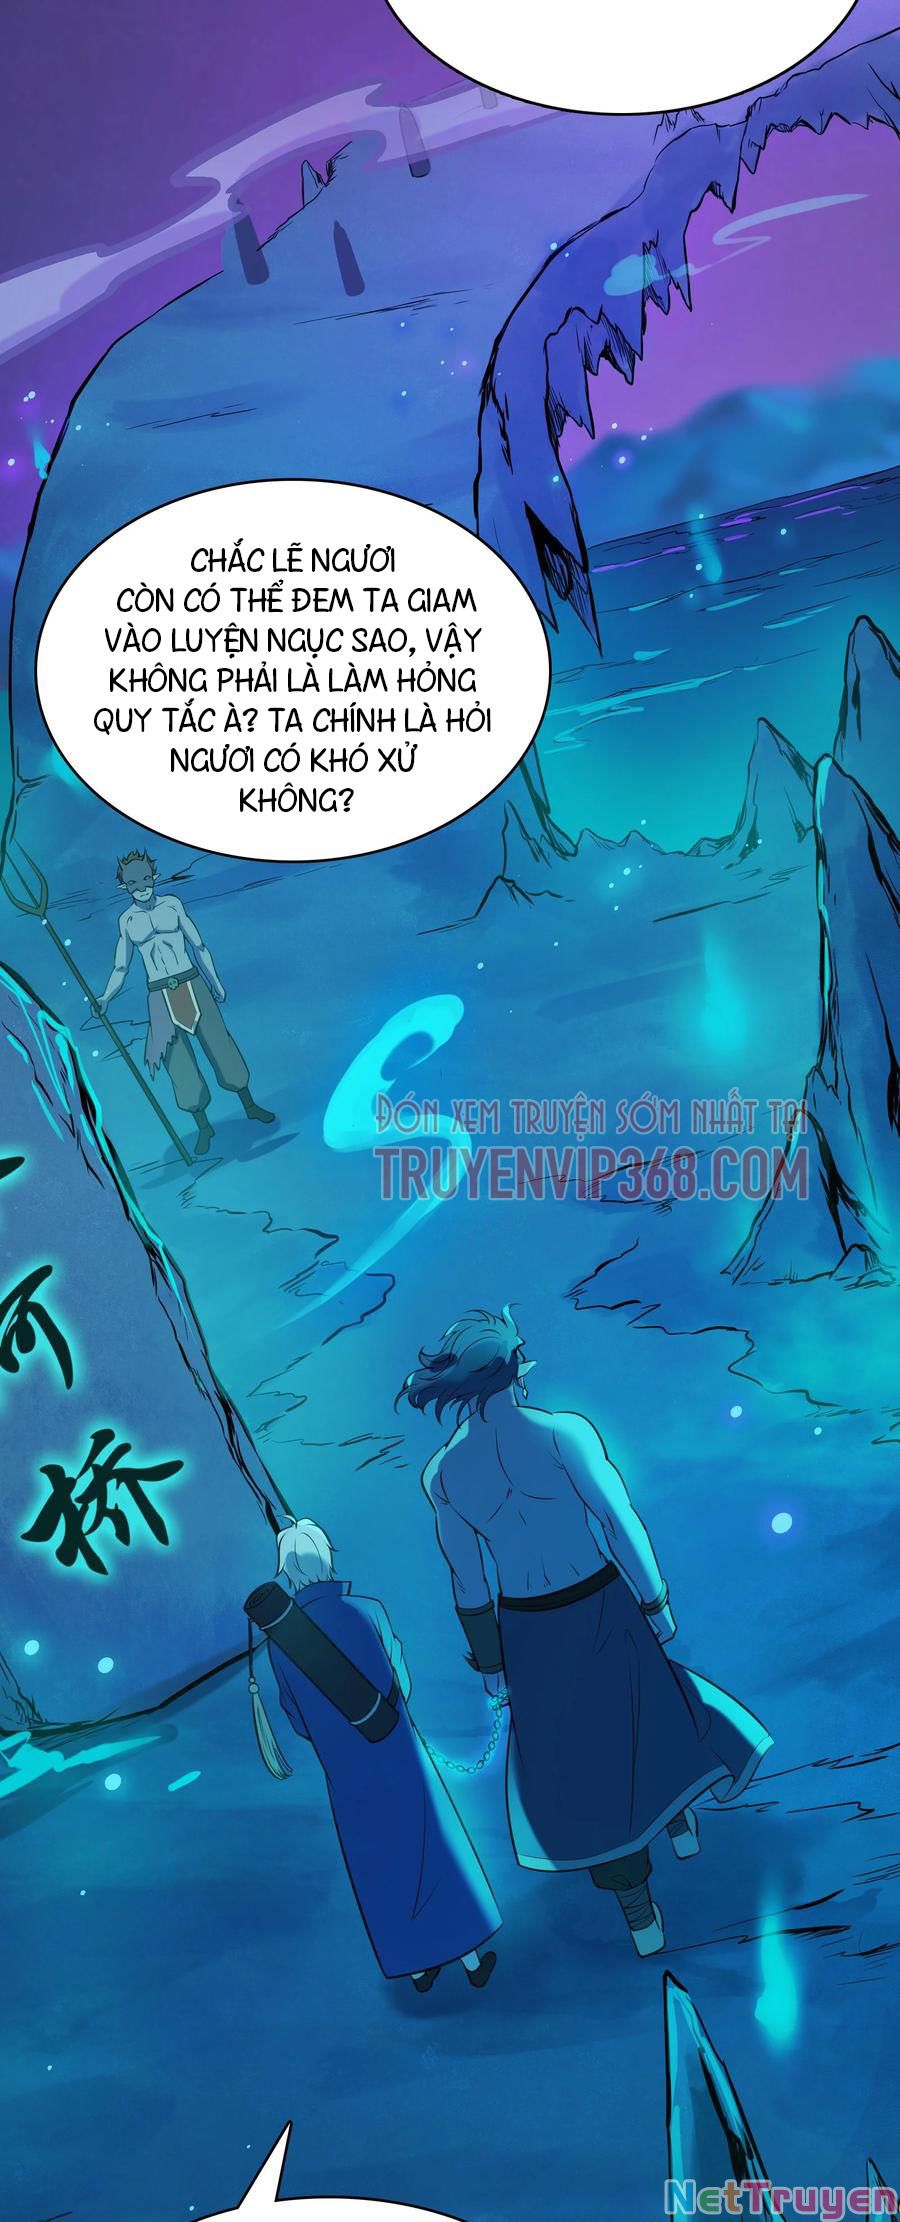 CHẮC LẼ NGƯƠI
CÒN CÓ THỂ ĐEM TA GIAM
VÀO LUYỆN NGỤC SAO, VẬY
KHÔNG PHẢI LÀ LÀM HỎNG
QUY TẮC À? TA CHÍNH LÀ HỎI
NGƯƠI CÓ KHÓ XỬ
KHÔNG?
ĐÓN XEM TRUYỆN SỚM NHẤT TẠI
TRUYENVIP368.COM
河
桥
NetTruyen